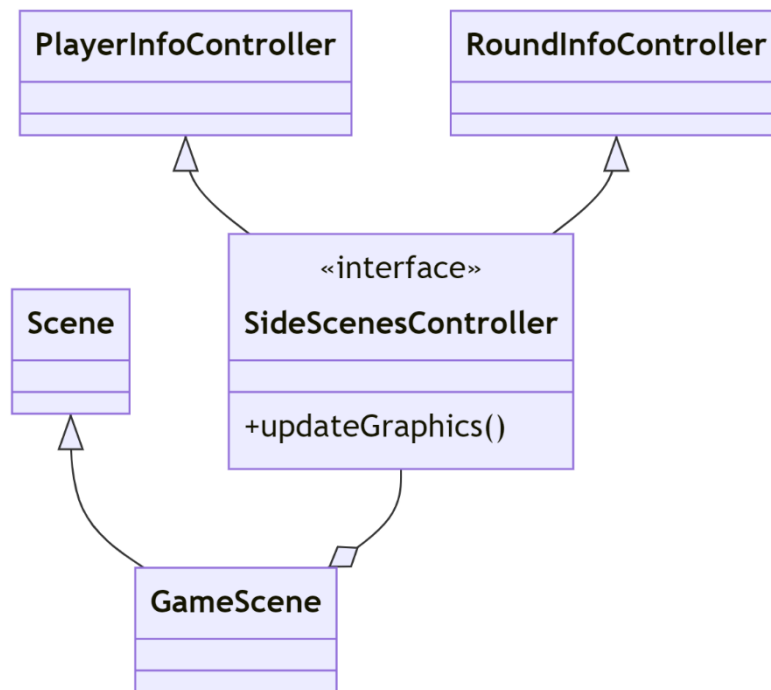 PlayerInfoController
RoundInfoController
«interface»
SideScenesController
+updateGraphics()
Scene
GameScene